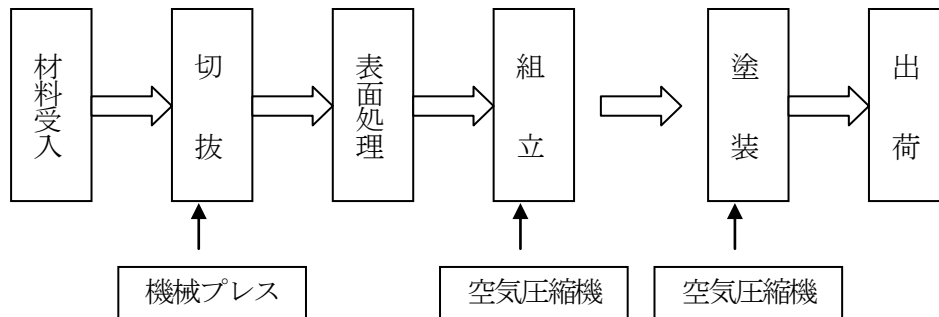 材料受入
切抜
表面処理
組立
塗装
出荷
機械プレス
空気圧縮機
空気圧縮機